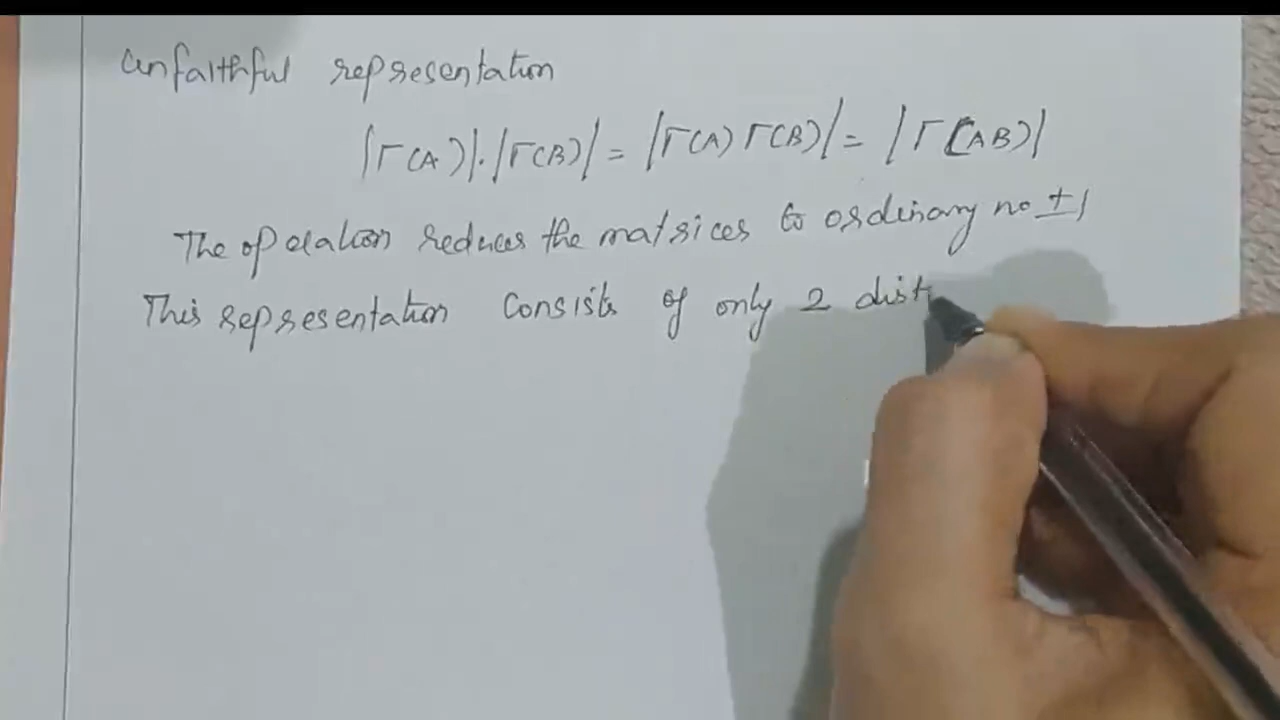 Unfaithful representation
|Γ(A)|.|Γ(B)| = |Γ(A) Γ(B)| = |Γ(AB)|
The operation reduces the matrices to ordinary no ±1
This representation consists of only 2 dist